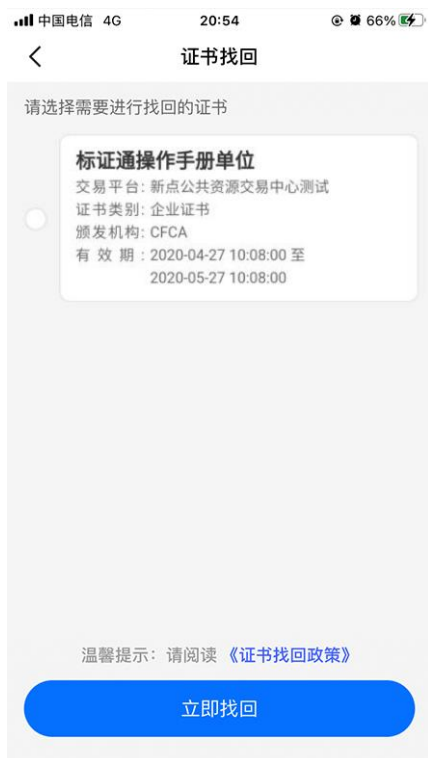 中国电信 4G 20:54 66%
证书找回
请选择需要进行找回的证书
标证通操作手册单位
交易平台: 新点公共资源交易中心测试
证书类别: 企业证书
颁发机构: CFCA
有 效 期 : 2020-04-27 10:08:00 至
2020-05-27 10:08:00
温馨提示: 请阅读 《证书找回政策》
立即找回